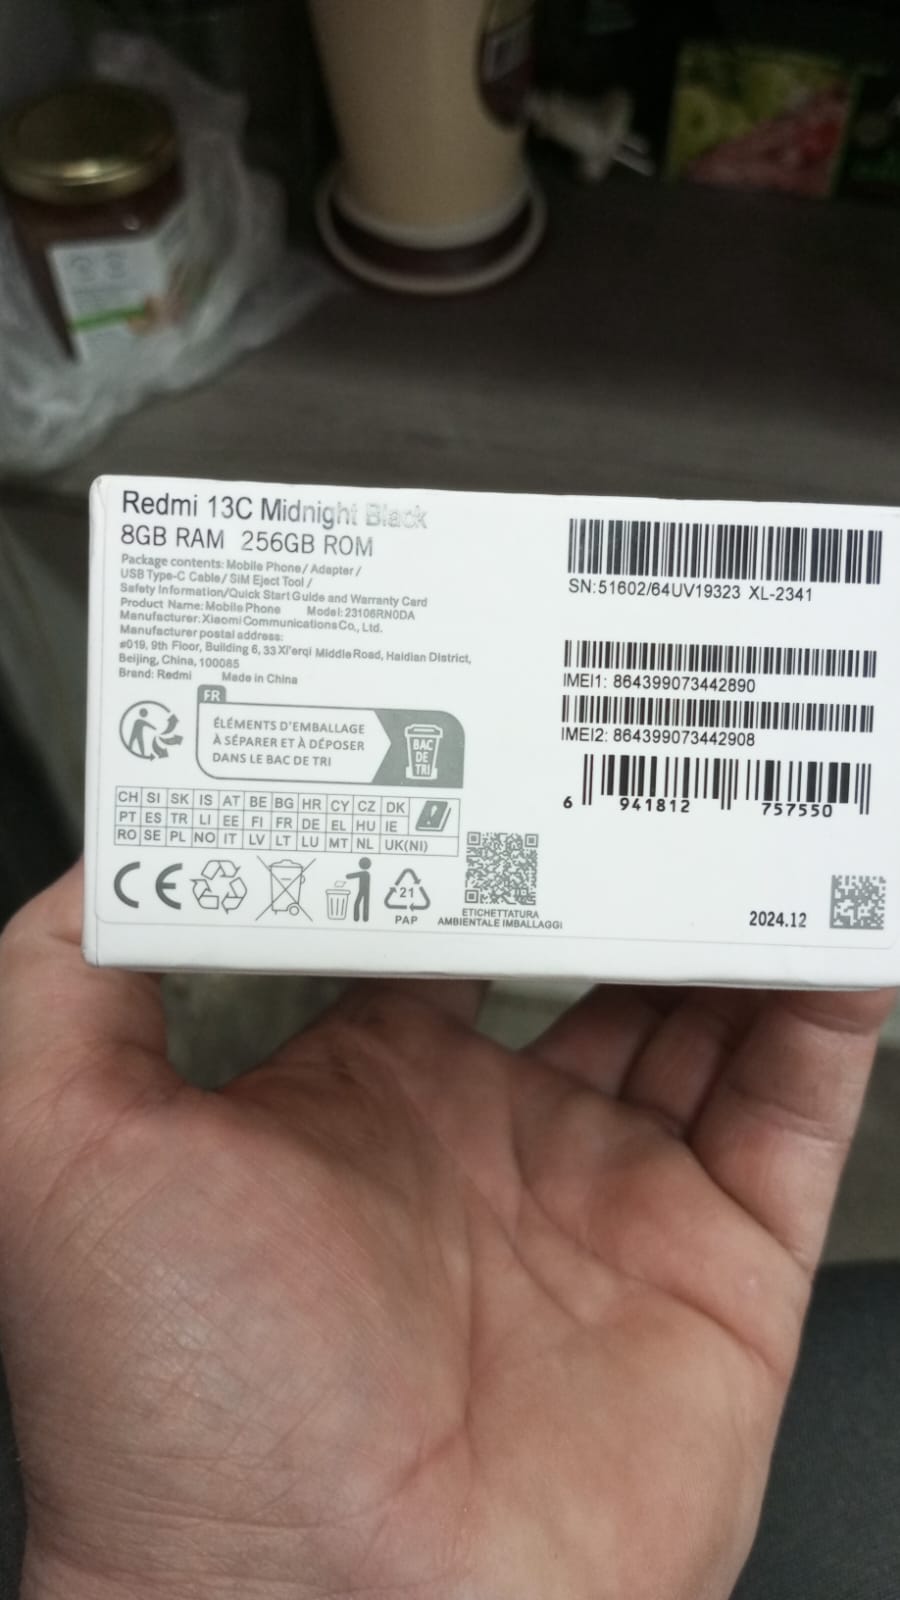 Redmi 13C Midnight Black
8GB RAM 256GB ROM
Package contents: Mobile Phone/ Adapter/
USB Type-C Cable/ SIM Eject Tool /
Safety Information/Quick Start Guide and Warranty Card
Product Name: Mobile Phone Model: 23106RN0DA
Manufacturer: Xiaomi Communications Co., Ltd.
Manufacturer postal address:
#019, 9th Floor, Building 6, 33 Xi'erqi Middle Road, Haidian District,
Beijing, China, 100085
Brand: Redmi Made in China
FR
ÉLÉMENTS D'EMBALLAGE
À SÉPARER ET À DÉPOSER
DANS LE BAC DE TRI
BAC
DE
TRI
CH SI SK IS AT BE BG HR CY CZ DK
PT ES TR LI EE FI FR DE EL HU IE
RO SE PL NO IT LV LT LU MT NL UK(NI)
CE
21
PAP
ETICHETTATURA
AMBIENTALE IMBALLAGGI
SN:51602/64UV19323 XL-2341
IMEI1: 864399073442890
IMEI2: 864399073442908
6 941812 757550
2024.12